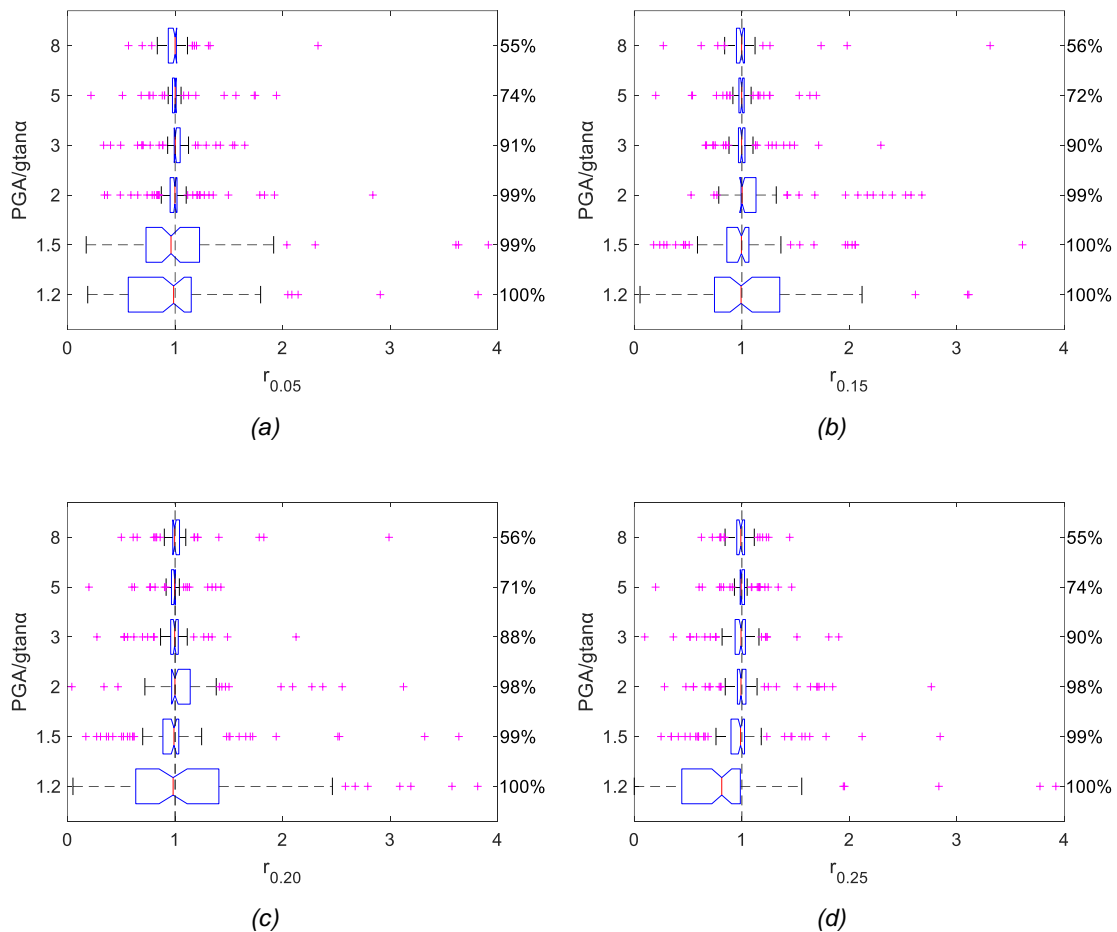 8 55% 8 56%
5 74% 5 72%
3 91% 3 90%
2 99% 2 99%
1.5 99% 1.5 100%
1.2 100% 1.2 100%
PGA/gtanα PGA/gtanα
0 1 2 3 4 0 1 2 3 4
r0.05 r0.15
(a) (b)
8 56% 8 55%
5 71% 5 74%
3 88% 3 90%
2 98% 2 98%
1.5 99% 1.5 99%
1.2 100% 1.2 100%
PGA/gtanα PGA/gtanα
0 1 2 3 4 0 1 2 3 4
r0.20 r0.25
(c) (d)